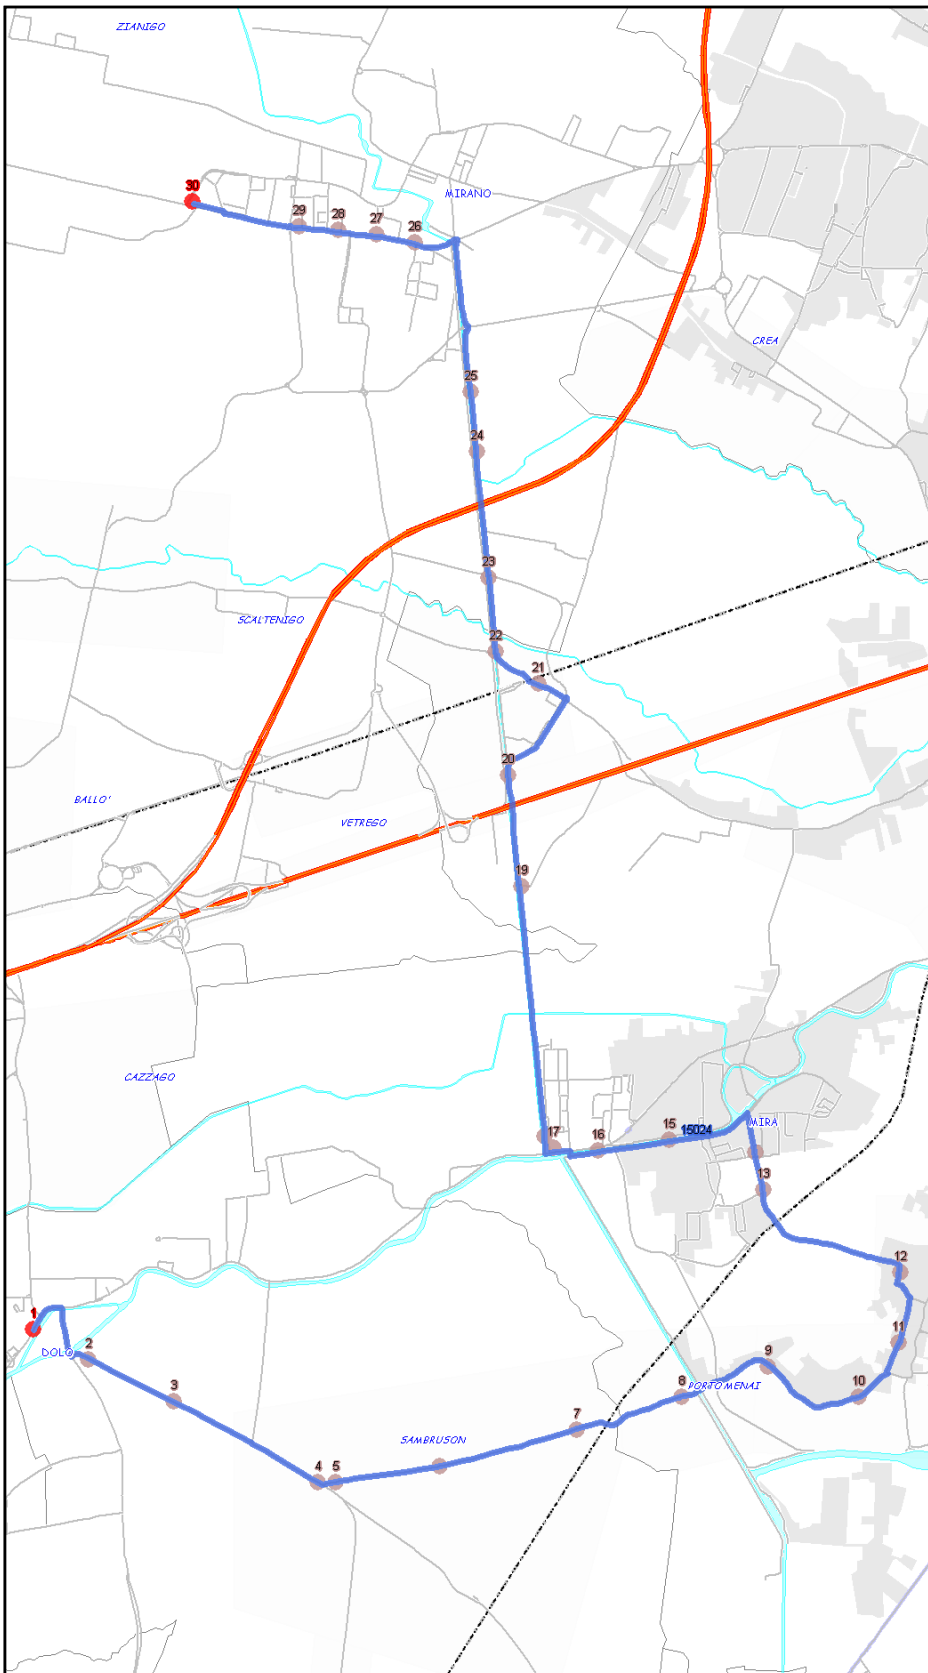 ZIANIGO
30
MIRANO
29
28
27
26
CREA
25
24
23
SCALTENIGO
22
21
20
BALLO'
VETREGO
19
CAZZAGO
17
16
15
15024
MIRA
13
12
1
11
DOLO
2
9
3
8
PORTO MENAI
10
7
SAMBRUSON
4
5